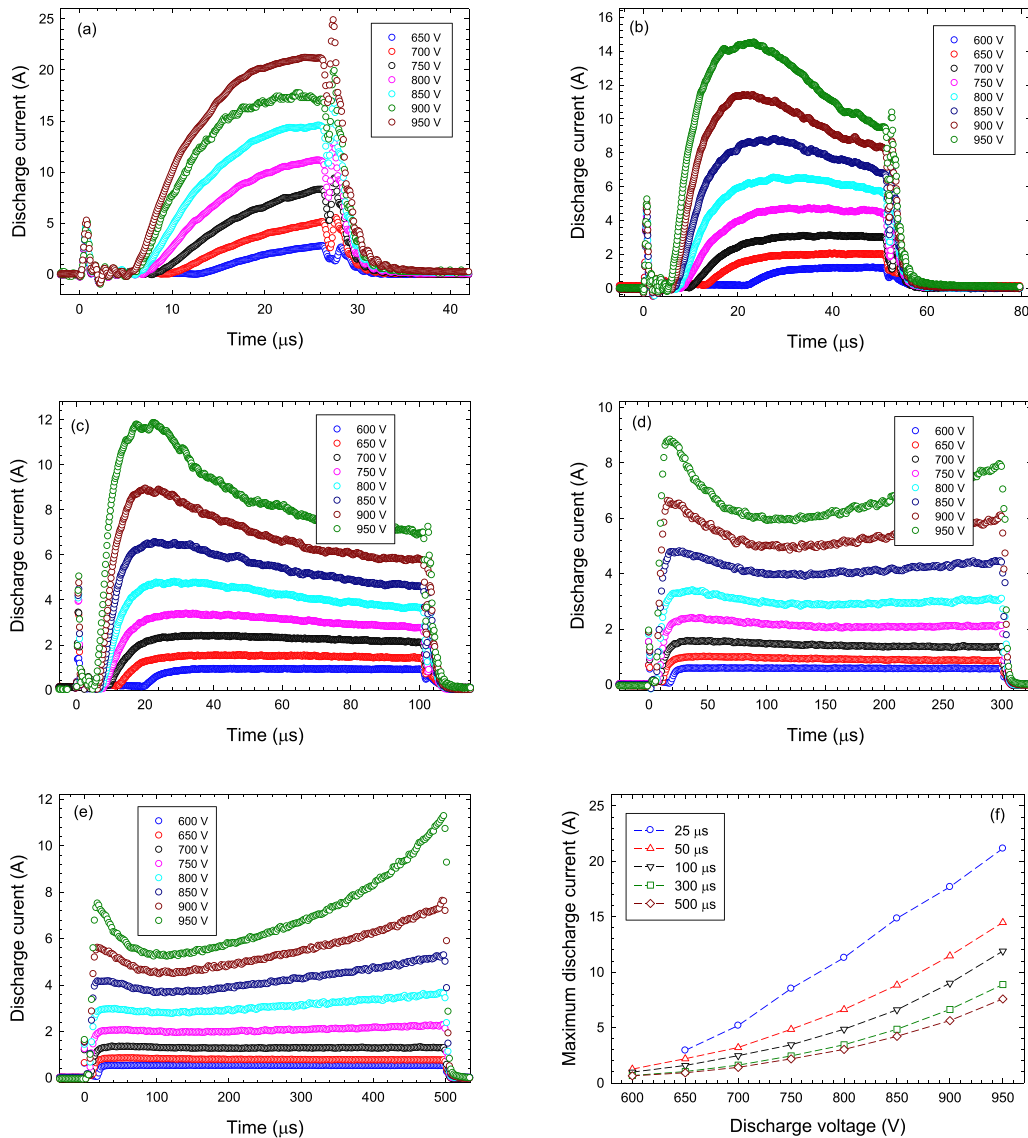 (a)
650 V
700 V
750 V
800 V
850 V
900 V
950 V
Discharge current (A)
0
5
10
15
20
25
0
10
20
30
40
Time (μs)
(b)
600 V
650 V
700 V
750 V
800 V
850 V
900 V
950 V
Discharge current (A)
0
2
4
6
8
10
12
14
16
0
20
40
60
80
Time (μs)
(c)
600 V
650 V
700 V
750 V
800 V
850 V
900 V
950 V
Discharge current (A)
0
2
4
6
8
10
12
0
20
40
60
80
100
Time (μs)
(d)
600 V
650 V
700 V
750 V
800 V
850 V
900 V
950 V
Discharge current (A)
0
2
4
6
8
10
0
50
100
150
200
250
300
Time (μs)
(e)
600 V
650 V
700 V
750 V
800 V
850 V
900 V
950 V
Discharge current (A)
0
2
4
6
8
10
12
0
100
200
300
400
500
Time (μs)
(f)
25 μs
50 μs
100 μs
300 μs
500 μs
Maximum discharge current (A)
0
5
10
15
20
25
600
650
700
750
800
850
900
950
Discharge voltage (V)